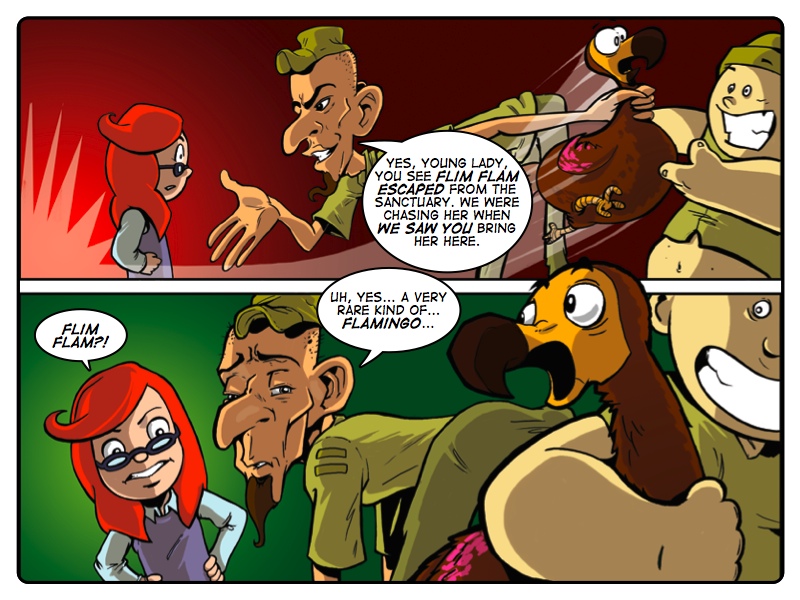 YES, YOUNG LADY,
YOU SEE FLIM FLAM
ESCAPED FROM THE
SANCTUARY. WE WERE
CHASING HER WHEN
WE SAW YOU BRING
HER HERE.
FLIM
FLAM?!
UH, YES... A VERY
RARE KIND OF...
FLAMINGO...